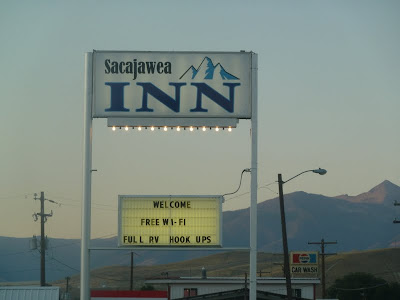 Sacajawea
INN
WELCOME
FREE WI-FI
FULL RV HOOK UPS
CAR WASH